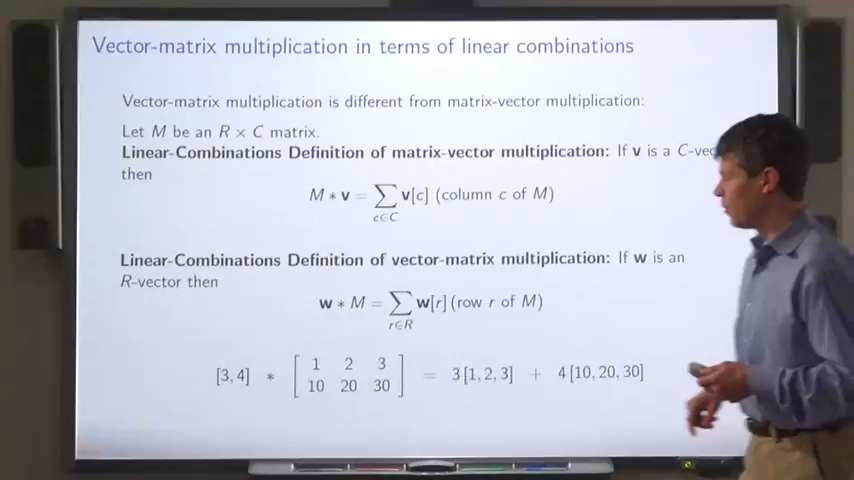 Vector-matrix multiplication in terms of linear combinations
Vector-matrix multiplication is different from matrix-vector multiplication:
Let M be an R × C matrix.
Linear-Combinations Definition of matrix-vector multiplication: If v is a C-vec
then
M * v = ∑ v[c] (column c of M)
c∈C
Linear-Combinations Definition of vector-matrix multiplication: If w is an
R-vector then
w * M = ∑ w[r] (row r of M)
r∈R
[3, 4] * [ 1 2 3 ] = 3 [1, 2, 3] + 4 [10, 20, 30]
[ 10 20 30 ]